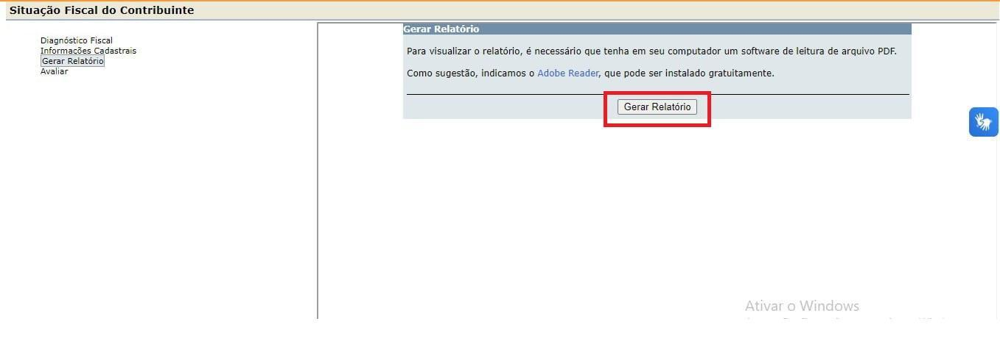 Situação Fiscal do Contribuinte
Diagnóstico Fiscal
Informações Cadastrais
Gerar Relatório
Avaliar
Gerar Relatório
Para visualizar o relatório, é necessário que tenha em seu computador um software de leitura de arquivo PDF.
Como sugestão, indicamos o Adobe Reader, que pode ser instalado gratuitamente.
Gerar Relatório
Ativar o Windows